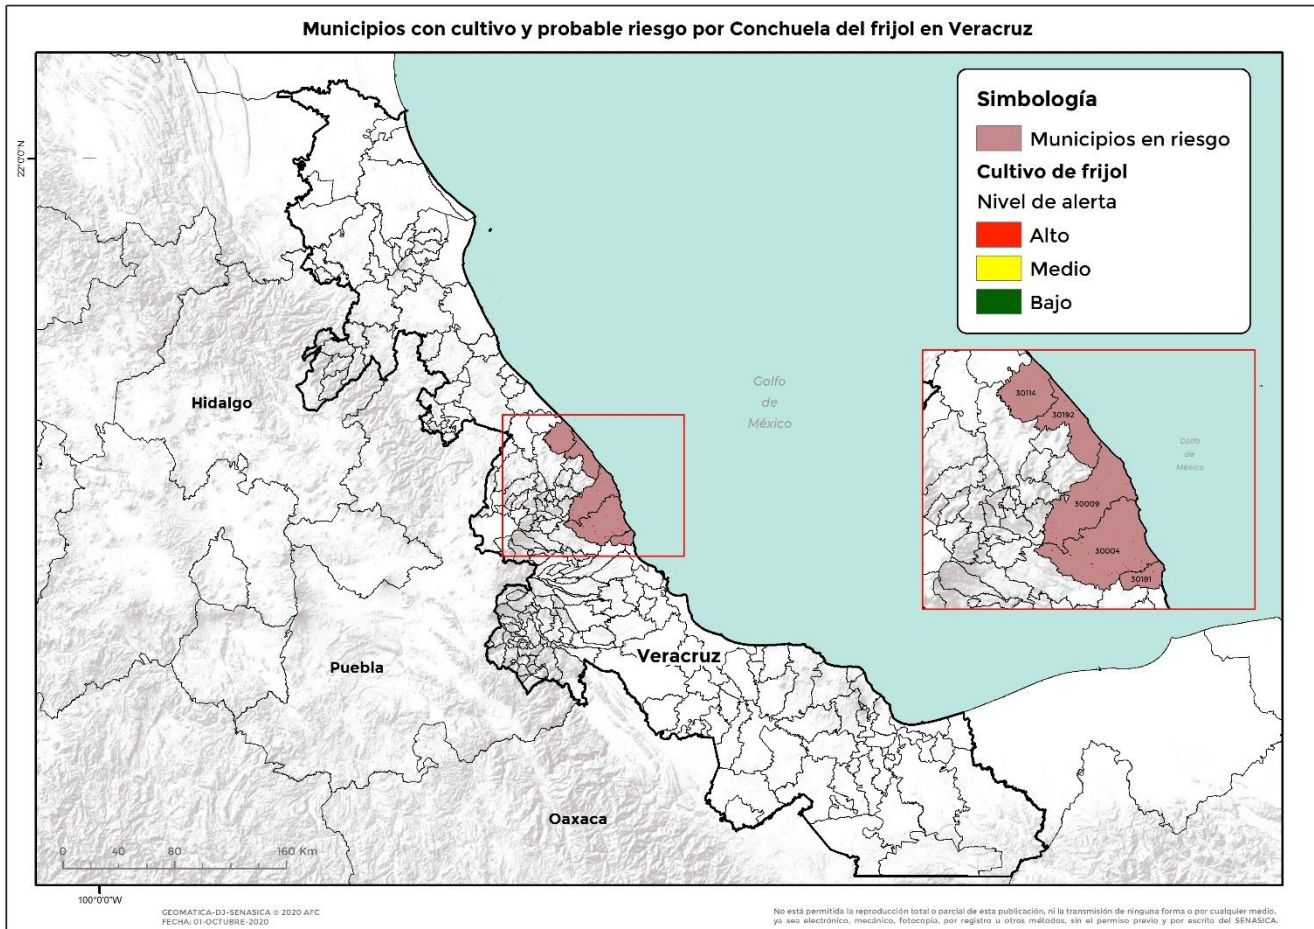 Municipios con cultivo y probable riesgo por Conchuela del frijol en Veracruz
22°0'0"N
Simbología
Municipios en riesgo
Cultivo de frijol
Nivel de alerta
Alto
Medio
Bajo
Golfo
de
México
Hidalgo
30114
30192
Golfo
de
México
30009
30004
30191
Veracruz
Puebla
Oaxaca
0 40 80 160 Km
100°0'0"W
GEOMATICA-DJ-SENASICA © 2020 AFC
FECHA: 01-OCTUBRE-2020
No está permitida la reproducción total o parcial de esta publicación, ni la transmisión de ninguna forma o por cualquier medio,
ya sea electrónico, mecánico, fotocopia, por registro u otros métodos, sin el permiso previo y por escrito del SENASICA.